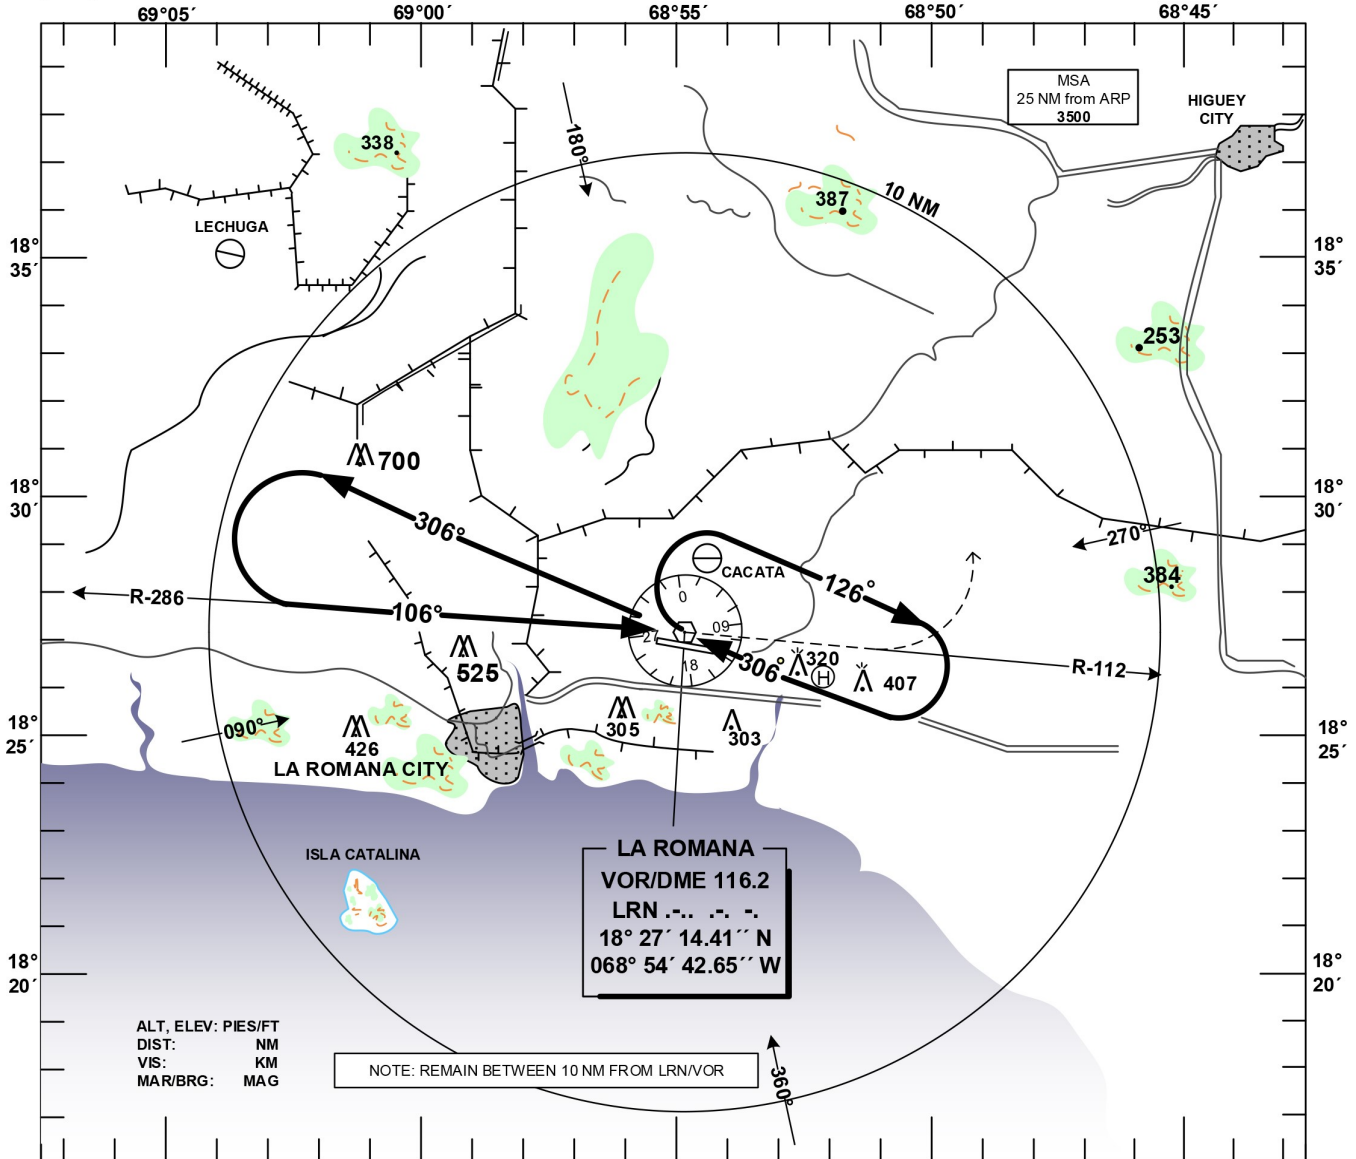 69°05′ 69°00′ 68°55′ 68°50′ 68°45′
MSA
25 NM from ARP
3500
HIGUEY
CITY
180°
338
387
10 NM
LECHUGA
18°
35′
18°
35′
253
700
18°
30′
18°
30′
306°
270°
CACATA
126°
384
R-286
106°
0
09
27
18
306°
320
H
407
R-112
525
090°
426
305
303
18°
25′
18°
25′
LA ROMANA CITY
LA ROMANA
VOR/DME 116.2
LRN .-.. .-. -.
18° 27′ 14.41′′ N
068° 54′ 42.65′′ W
ISLA CATALINA
18°
20′
18°
20′
ALT, ELEV: PIES/FT
DIST: NM
VIS: KM
MAR/BRG: MAG
NOTE: REMAIN BETWEEN 10 NM FROM LRN/VOR
360°